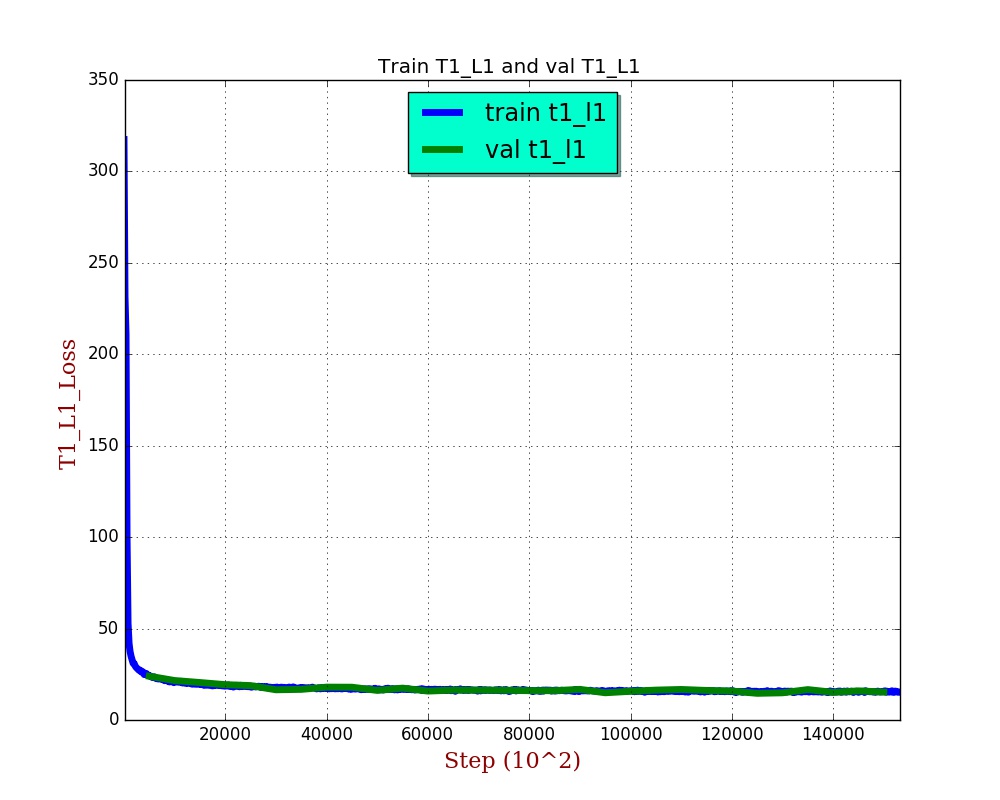 Train T1_L1 and val T1_L1
train t1_l1
val t1_l1
T1_L1_Loss
350
300
250
200
150
100
50
0
20000 40000 60000 80000 100000 120000 140000
Step (10^2)